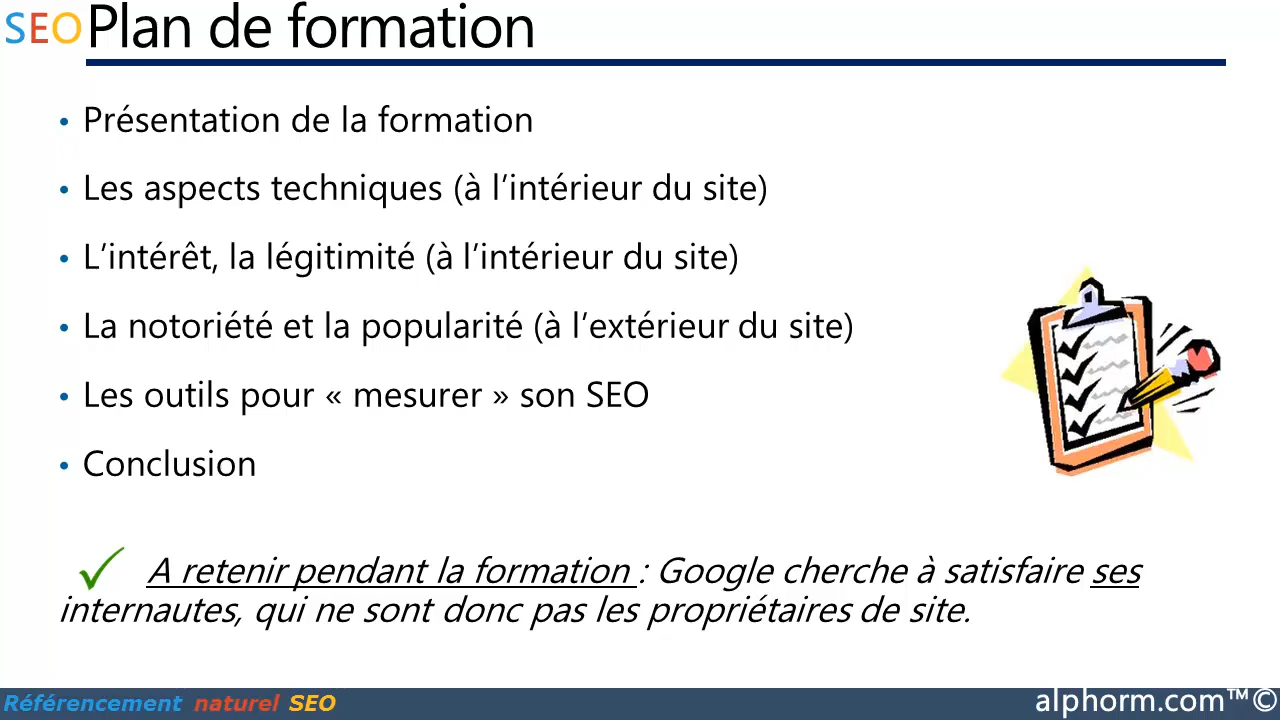 SEO Plan de formation
• Présentation de la formation
• Les aspects techniques (à l’intérieur du site)
• L’intérêt, la légitimité (à l’intérieur du site)
• La notoriété et la popularité (à l’extérieur du site)
• Les outils pour « mesurer » son SEO
• Conclusion
✓ A retenir pendant la formation : Google cherche à satisfaire ses
internautes, qui ne sont donc pas les propriétaires de site.
Référencement naturel SEO
alphorm.com™©